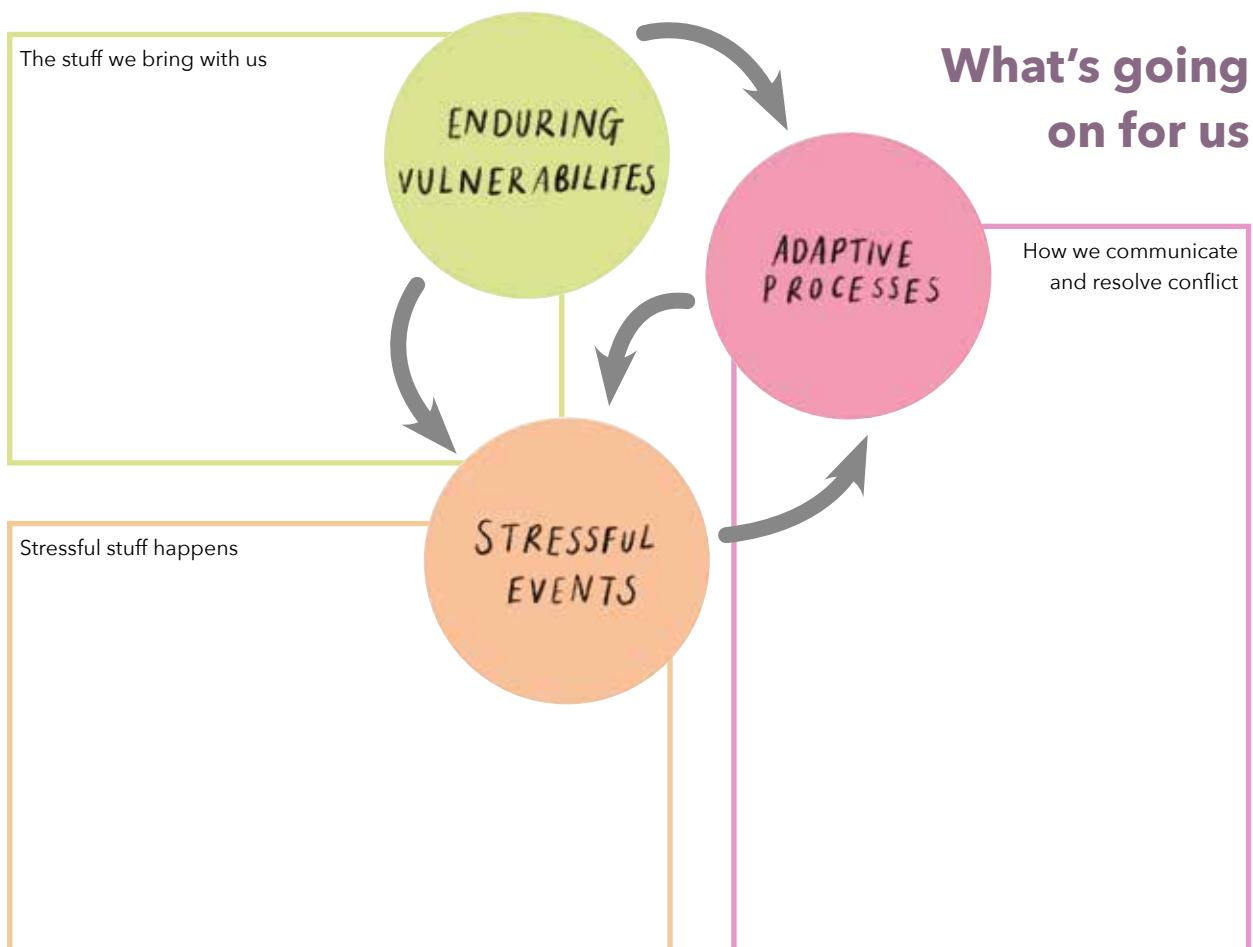 What's going
on for us
The stuff we bring with us
ENDURING
VULNERABILITES
ADAPTIVE
PROCESSES
How we communicate
and resolve conflict
Stressful stuff happens
STRESSFUL
EVENTS